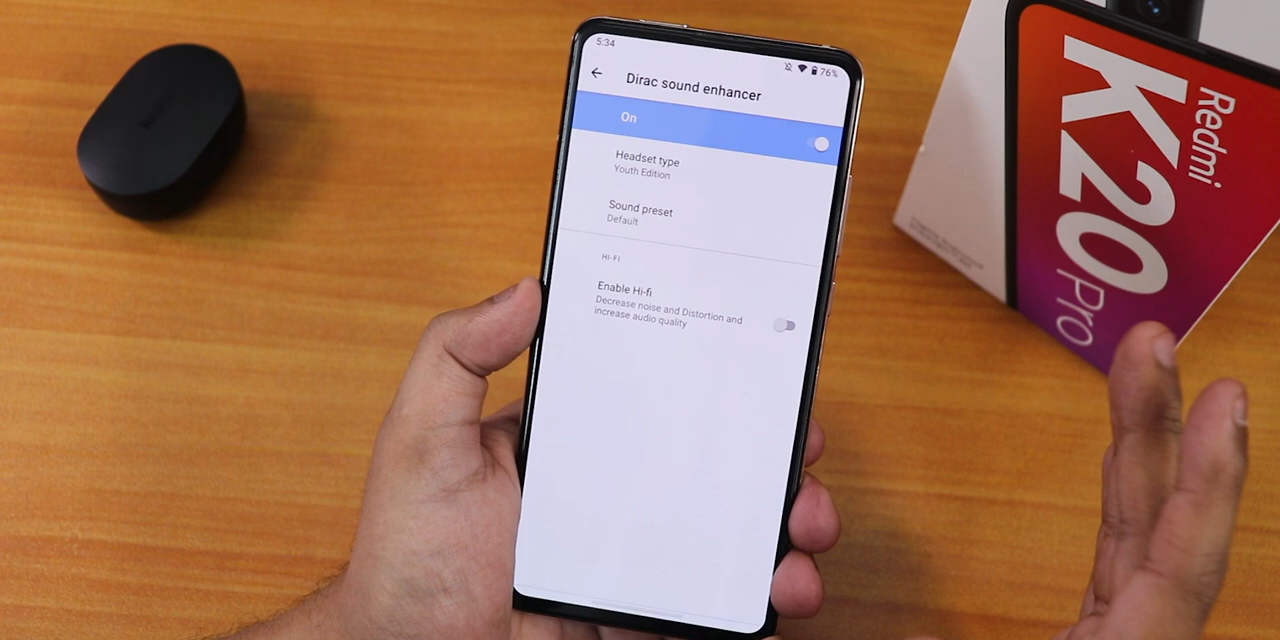 5:34
76%
Dirac sound enhancer
On
Headset type
Youth Edition
Sound preset
Default
HI-FI
Enable Hi-fi
Decrease noise and Distortion and
increase audio quality
Redmi
K20
Pro